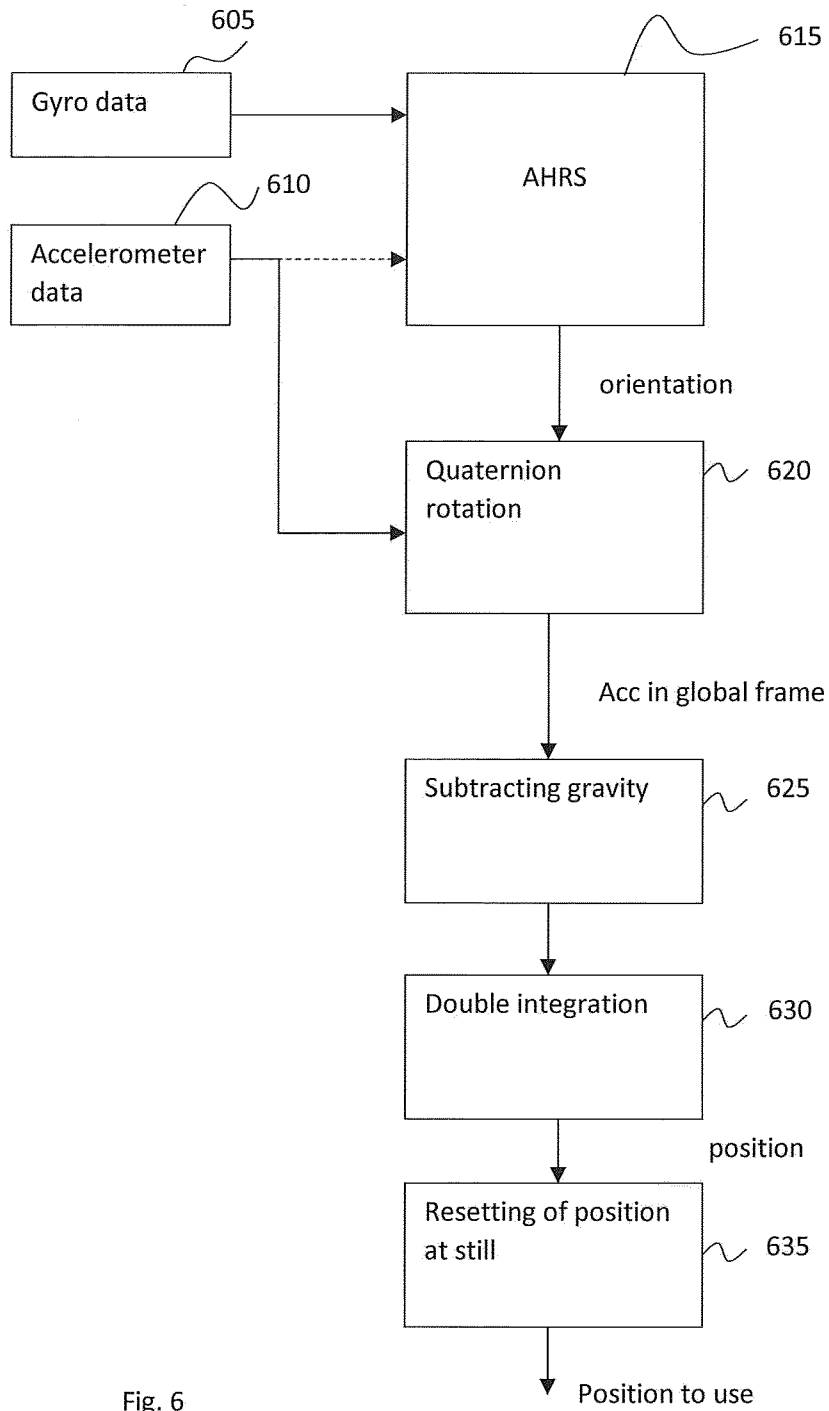 605
615
Gyro data
AHRS
610
Accelerometer
data
orientation
Quaternion
rotation
620
Acc in global frame
Subtracting gravity
625
Double integration
630
position
Resetting of position
at still
635
Position to use
Fig. 6